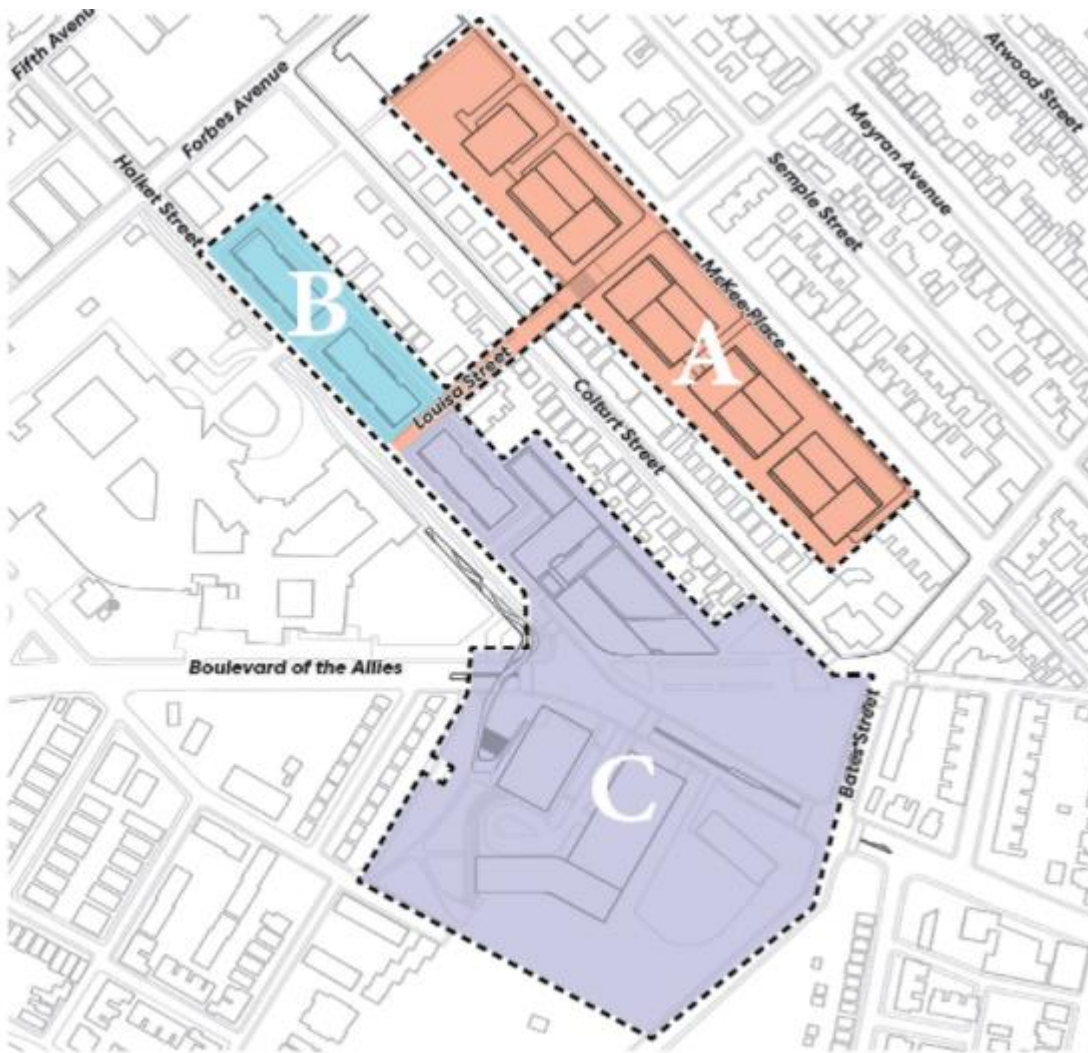 Fifth Avenue
Forbes Avenue
Atwood Street
Meyran Avenue
Semple Street
Halket Street
McKee Place
B
A
Louisa Street
Coltart Street
Boulevard of the Allies
Bates Street
C